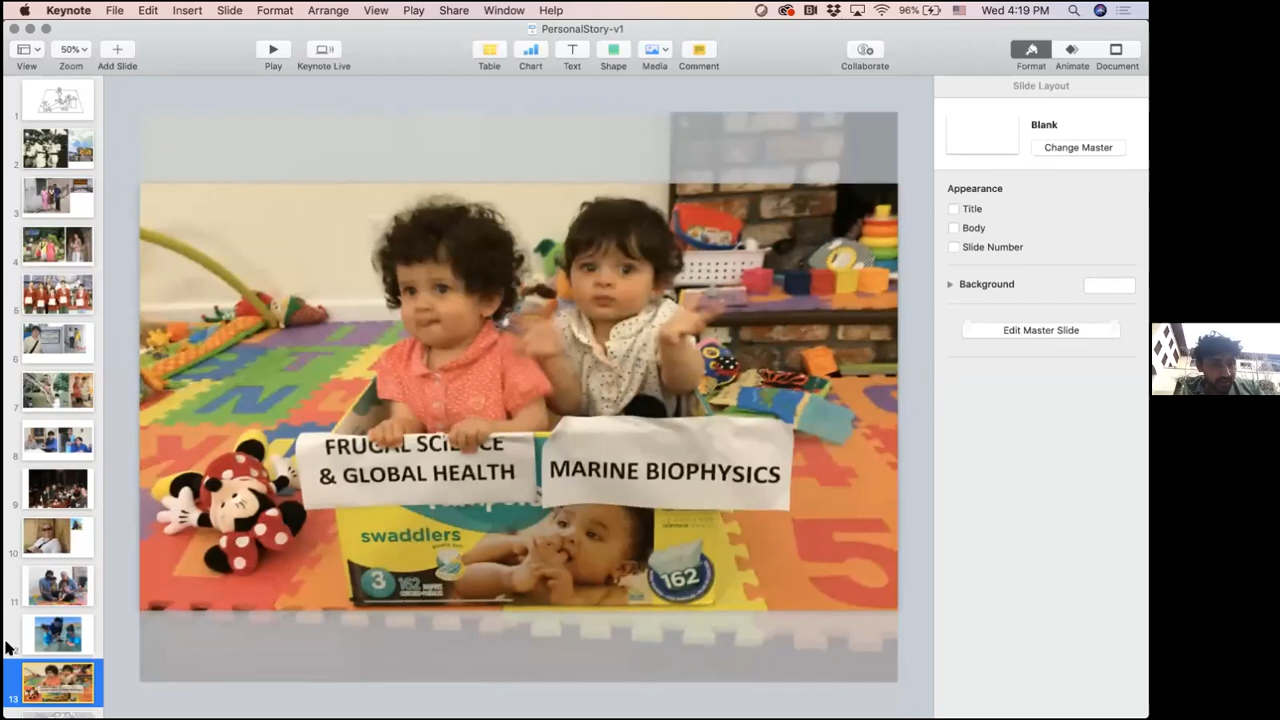 Keynote File Edit Insert Slide Format Arrange View Play Share Window Help 96% Wed 4:19 PM
PersonalStory-v1
50%
View Zoom Add Slide Play Keynote Live Table Chart Text Shape Media Comment Collaborate Format Animate Document
Slide Layout
Blank
Change Master
Appearance
Title
Body
Slide Number
Background
Edit Master Slide
1
2
3
4
5
6
7
8
9
10
11
13
FRUGAL SCIENCE
& GLOBAL HEALTH
MARINE BIOPHYSICS
swaddlers
3 162
162